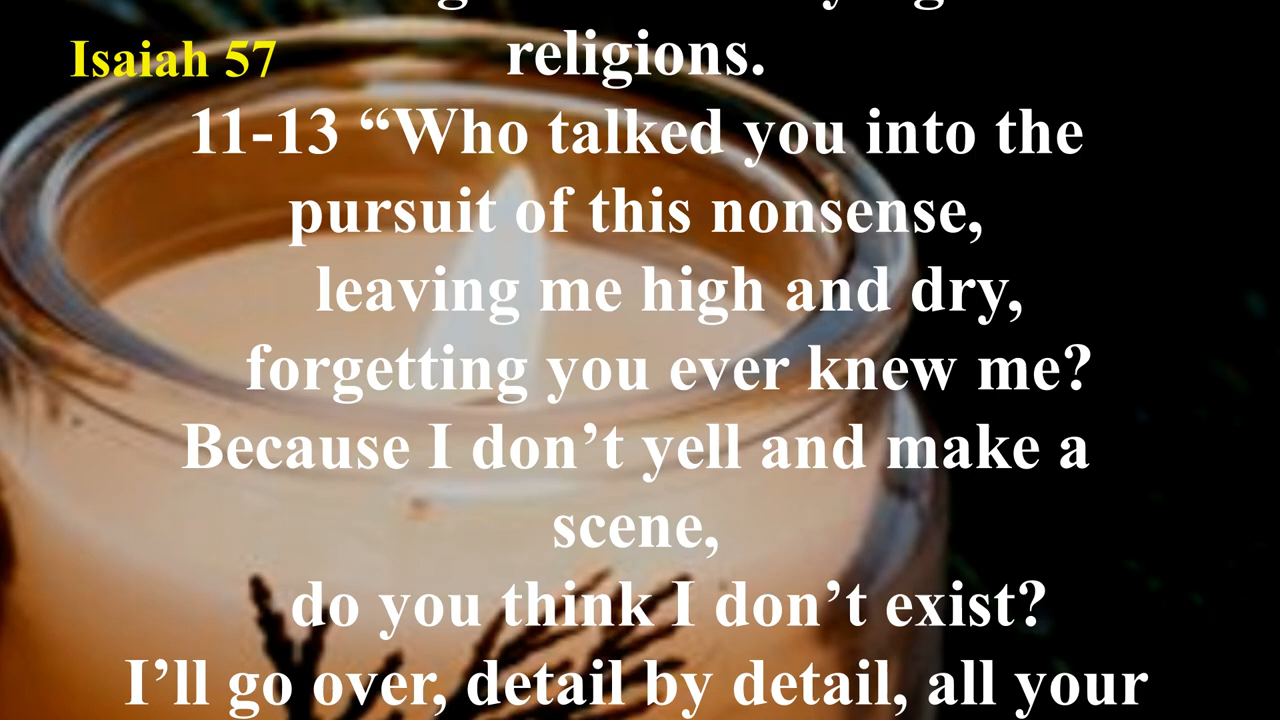 Isaiah 57
religions.
11-13 “Who talked you into the
pursuit of this nonsense,
leaving me high and dry,
forgetting you ever knew me?
Because I don’t yell and make a
scene,
do you think I don’t exist?
I’ll go over, detail by detail, all your